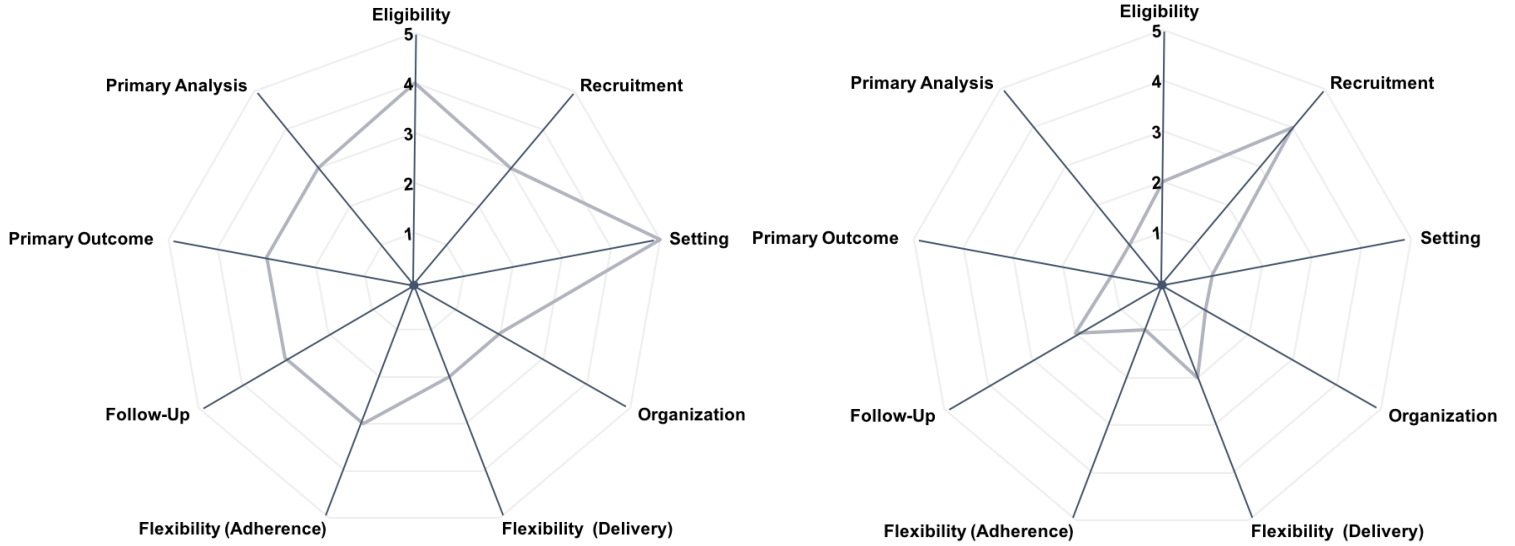 Eligibility
5
Primary Analysis
Recruitment
4
3
2
1
Primary Outcome
Setting
Follow-Up
Organization
Flexibility (Adherence)
Flexibility (Delivery)
Eligibility
5
Primary Analysis
Recruitment
4
3
2
1
Primary Outcome
Setting
Follow-Up
Organization
Flexibility (Adherence)
Flexibility (Delivery)